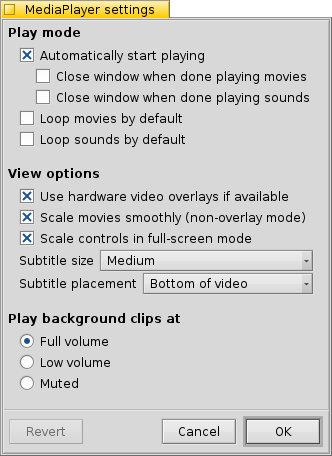 MediaPlayer settings
Play mode
Automatically start playing
Close window when done playing movies
Close window when done playing sounds
Loop movies by default
Loop sounds by default
View options
Use hardware video overlays if available
Scale movies smoothly (non-overlay mode)
Scale controls in full-screen mode
Subtitle size Medium
Subtitle placement Bottom of video
Play background clips at
Full volume
Low volume
Muted
Revert Cancel OK